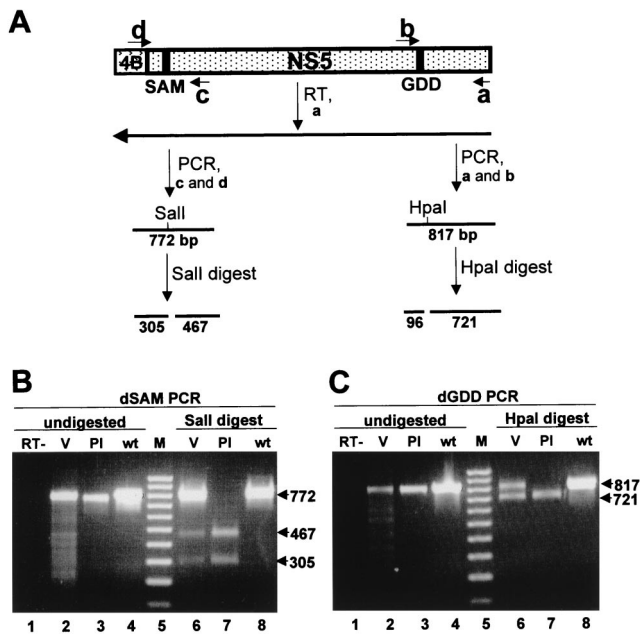 A
d
b
4B
NS5
SAM
c
GDD
a
RT,
a
PCR,
c and d
PCR,
a and b
SalI
772 bp
HpaI
817 bp
SalI digest
HpaI digest
305 467
96 721
B
dSAM PCR
undigested SalI digest
RT- V PI wt M V PI wt
772
467
305
1 2 3 4 5 6 7 8
C
dGDD PCR
undigested HpaI digest
RT- V PI wt M V PI wt
817
721
1 2 3 4 5 6 7 8